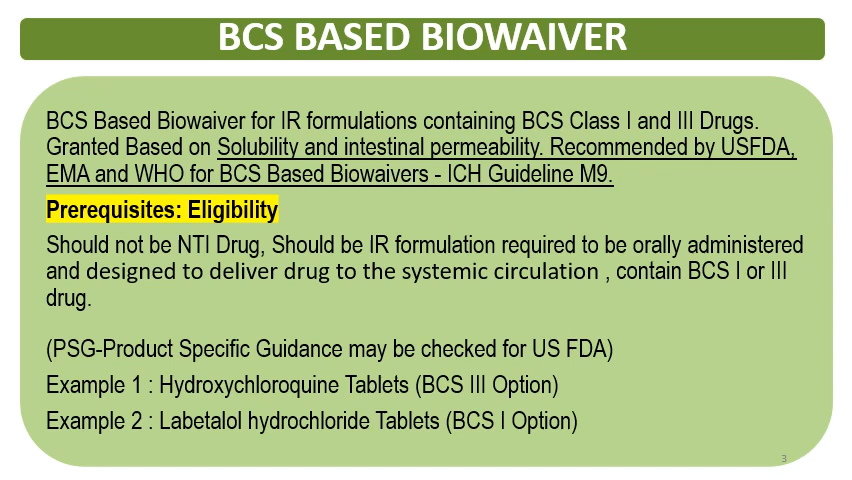 BCS BASED BIOWAIVER
BCS Based Biowaiver for IR formulations containing BCS Class I and III Drugs.
Granted Based on Solubility and intestinal permeability. Recommended by USFDA,
EMA and WHO for BCS Based Biowaivers - ICH Guideline M9.
Prerequisites: Eligibility
Should not be NTI Drug, Should be IR formulation required to be orally administered
and designed to deliver drug to the systemic circulation , contain BCS I or III
drug.
(PSG-Product Specific Guidance may be checked for US FDA)
Example 1 : Hydroxychloroquine Tablets (BCS III Option)
Example 2 : Labetalol hydrochloride Tablets (BCS I Option)
3